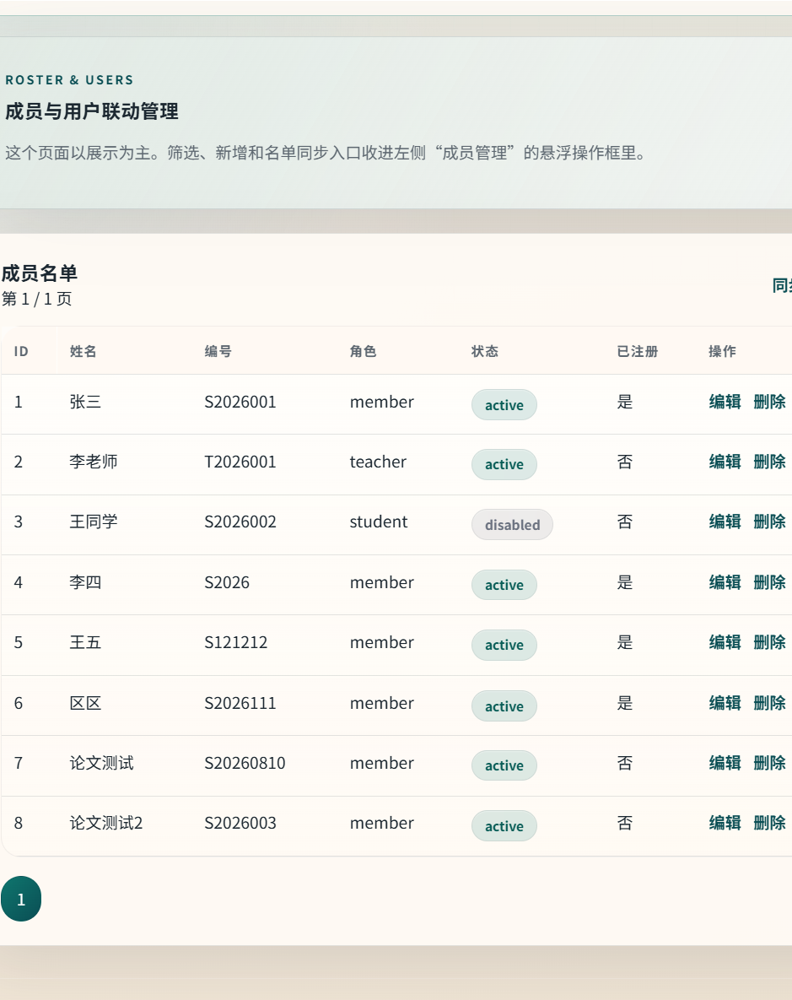 ROSTER & USERS
成员与用户联动管理
这个页面以展示为主。筛选、新增和名单同步入口收进左侧“成员管理”的悬浮操作框里。
成员名单
第 1 / 1 页
同
ID 姓名 编号 角色 状态 已注册 操作
1 张三 S2026001 member active 是 编辑 删除
2 李老师 T2026001 teacher active 否 编辑 删除
3 王同学 S2026002 student disabled 否 编辑 删除
4 李四 S2026 member active 是 编辑 删除
5 王五 S121212 member active 是 编辑 删除
6 区区 S2026111 member active 是 编辑 删除
7 论文测试 S20260810 member active 否 编辑 删除
8 论文测试2 S2026003 member active 否 编辑 删除
1